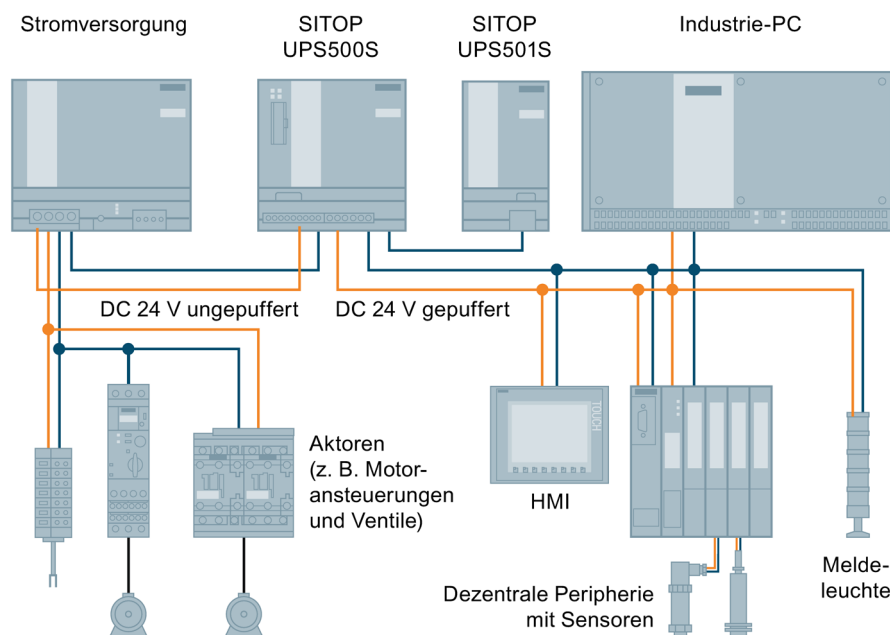 Stromversorgung
SITOP
UPS500S
SITOP
UPS501S
Industrie-PC
DC 24 V ungepuffert
DC 24 V gepuffert
Aktoren
(z. B. Motor-
ansteuerungen
und Ventile)
TOUCH
HMI
Dezentrale Peripherie
mit Sensoren
Melde-
leuchte